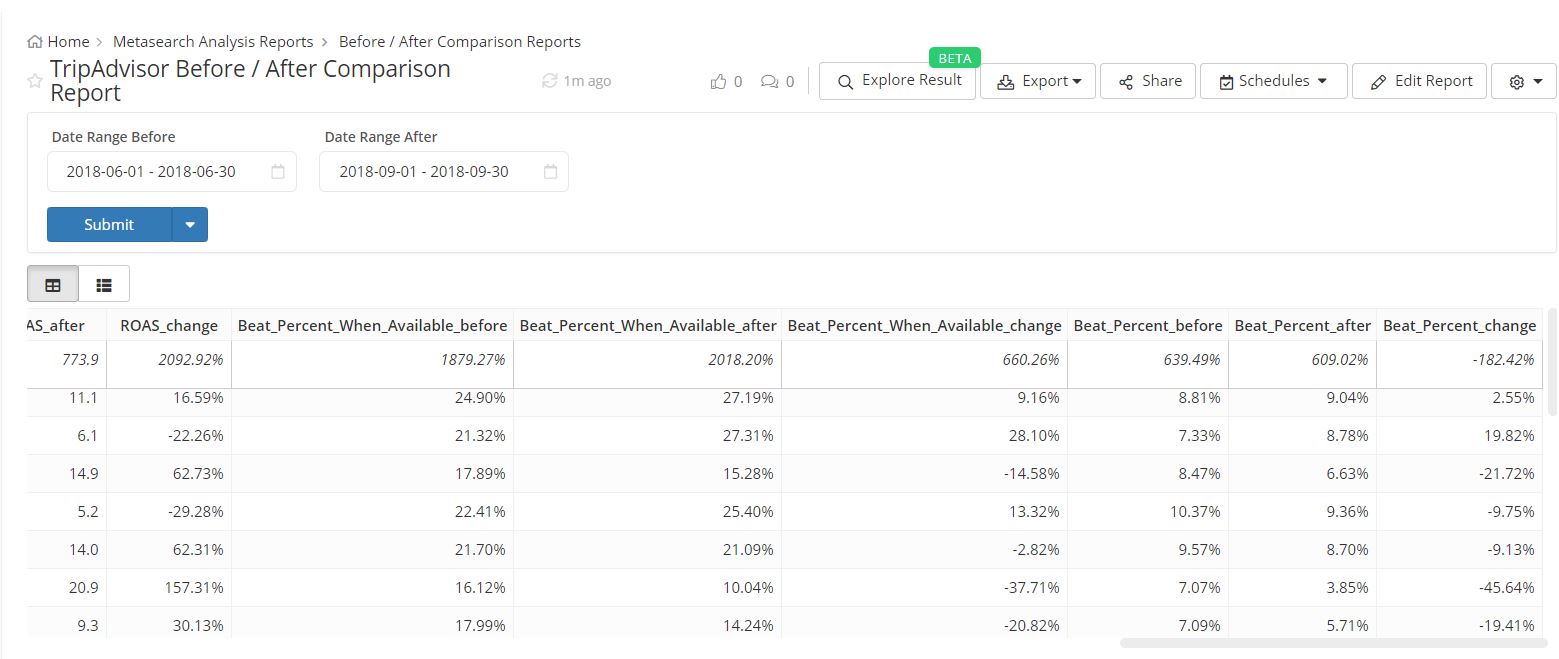 Home > Metasearch Analysis Reports > Before / After Comparison Reports
TripAdvisor Before / After Comparison
Report
1m ago
0
0
BETA
Explore Result
Export
Share
Schedules
Edit Report
Date Range Before
Date Range After
2018-06-01 - 2018-06-30
2018-09-01 - 2018-09-30
Submit
AS_after ROAS_change Beat_Percent_When_Available_before Beat_Percent_When_Available_after Beat_Percent_When_Available_change Beat_Percent_before Beat_Percent_after Beat_Percent_change
773.9 2092.92% 1879.27% 2018.20% 660.26% 639.49% 609.02% -182.42%
11.1 16.59% 24.90% 27.19% 9.16% 8.81% 9.04% 2.55%
6.1 -22.26% 21.32% 27.31% 28.10% 7.33% 8.78% 19.82%
14.9 62.73% 17.89% 15.28% -14.58% 8.47% 6.63% -21.72%
5.2 -29.28% 22.41% 25.40% 13.32% 10.37% 9.36% -9.75%
14.0 62.31% 21.70% 21.09% -2.82% 9.57% 8.70% -9.13%
20.9 157.31% 16.12% 10.04% -37.71% 7.07% 3.85% -45.64%
9.3 30.13% 17.99% 14.24% -20.82% 7.09% 5.71% -19.41%